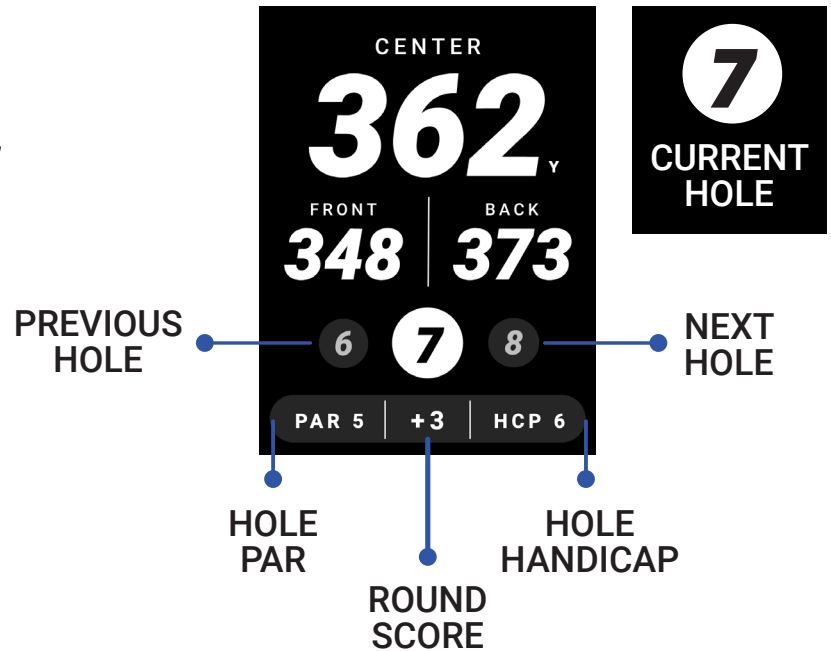 CENTER
362 Y
FRONT
BACK
348
373
6
7
8
PAR 5
+3
HCP 6
7
CURRENT
HOLE
PREVIOUS
HOLE
NEXT
HOLE
HOLE
PAR
HOLE
HANDICAP
ROUND
SCORE